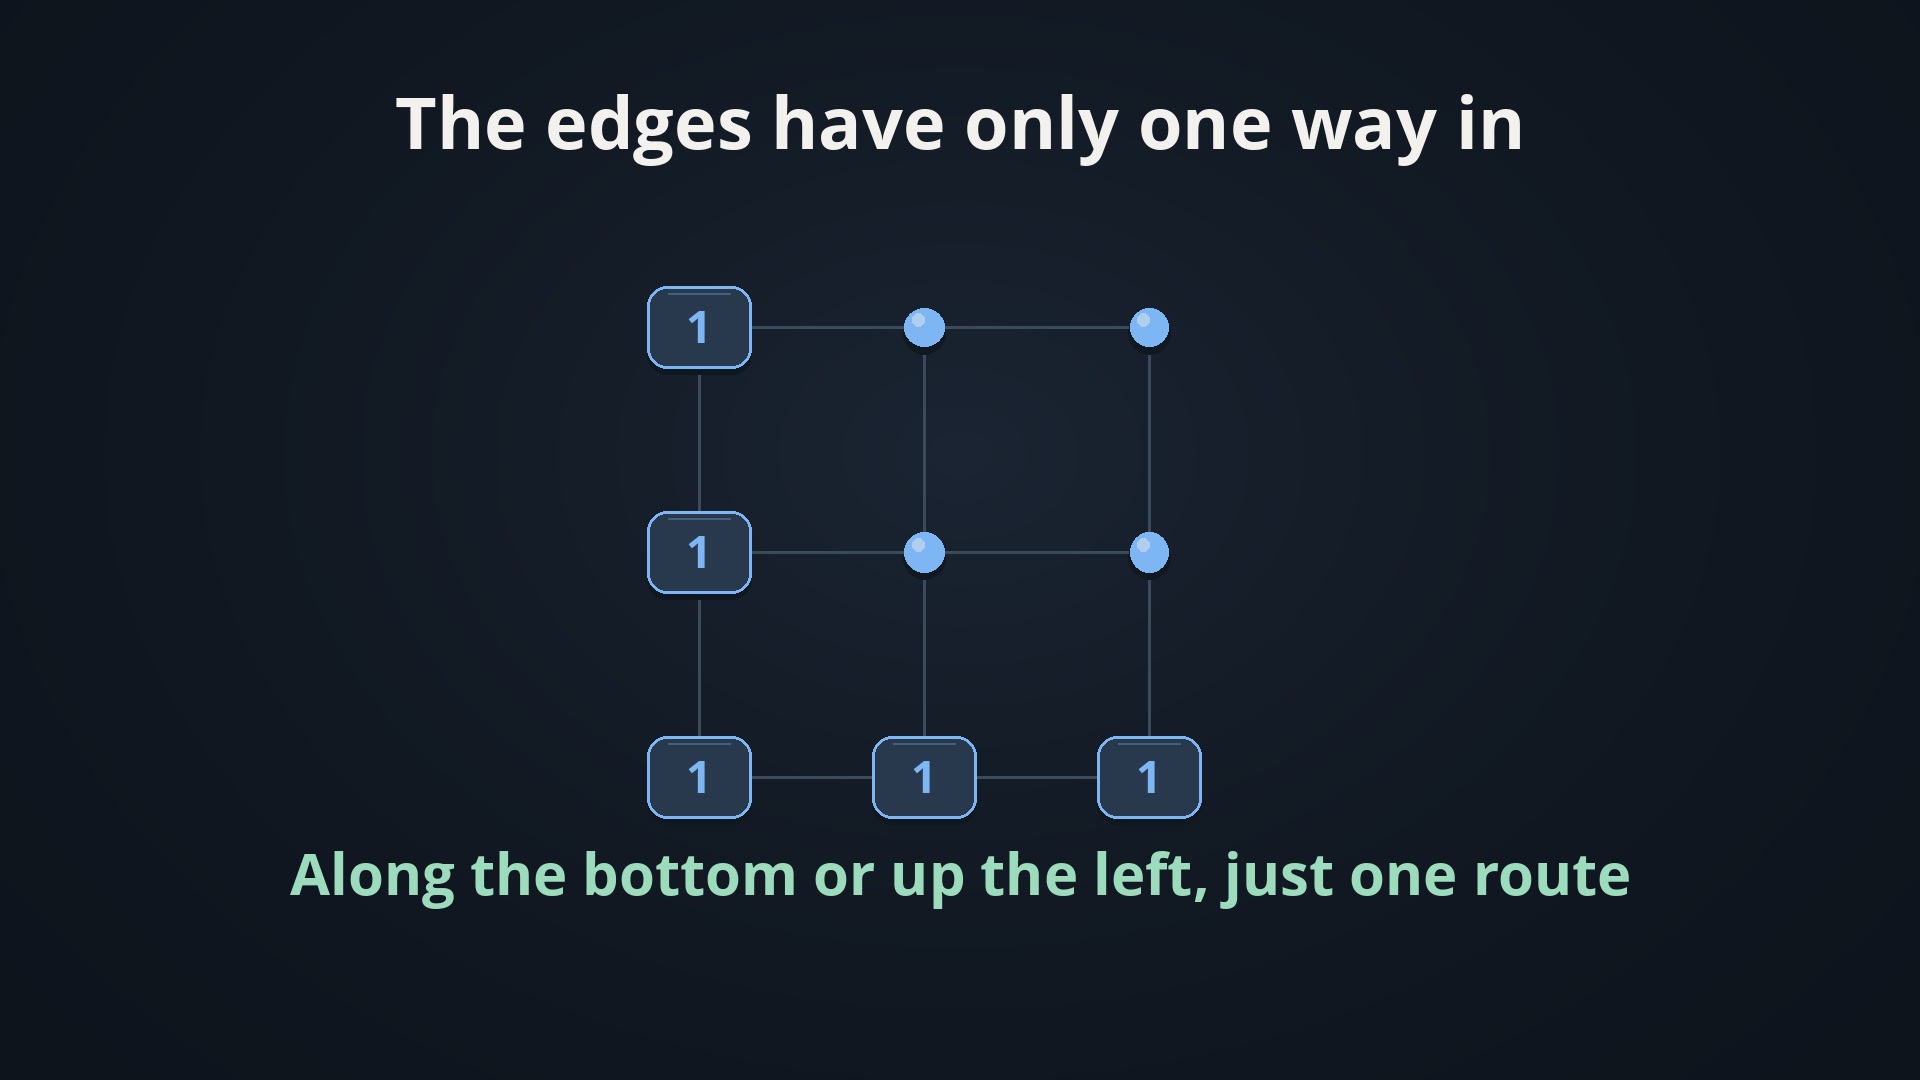 The edges have only one way in
1
1
1 1 1
Along the bottom or up the left, just one route